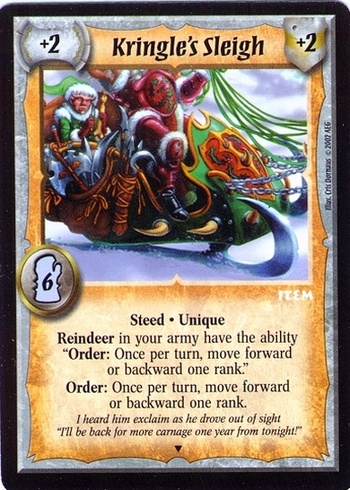 +2
Kringle's Sleigh
+2
Illus. Cris Dornaus ©2002 AEG
6
ITEM
Steed • Unique
Reindeer in your army have the ability
"Order: Once per turn, move forward
or backward one rank."
Order: Once per turn, move forward
or backward one rank.
I heard him exclaim as he drove out of sight
"I'll be back for more carnage one year from tonight!"